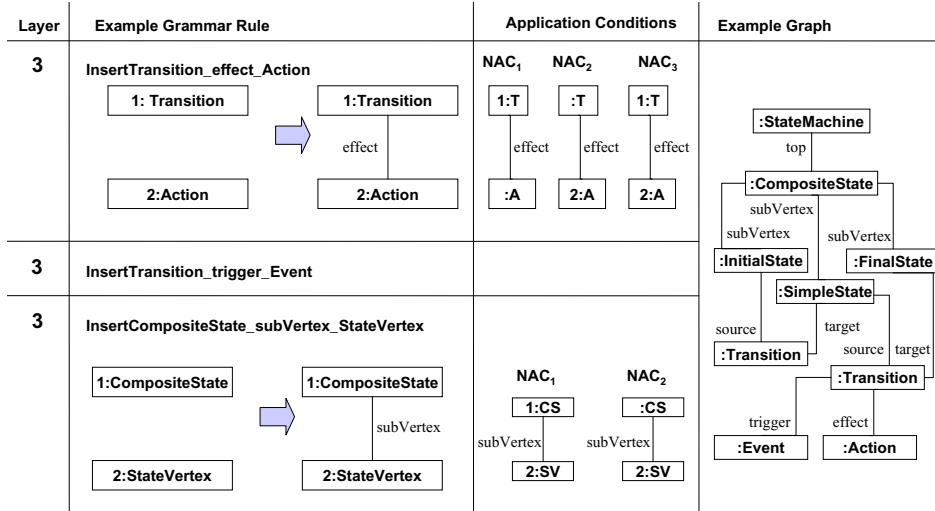 Layer
Example Grammar Rule
Application Conditions
Example Graph
3
InsertTransition_effect_Action
1: Transition
1:Transition
effect
2:Action
2:Action
NAC1
NAC2
NAC3
1:T
:T
1:T
effect
effect
effect
:A
2:A
2:A
3
InsertTransition_trigger_Event
3
InsertCompositeState_subVertex_StateVertex
1:CompositeState
1:CompositeState
subVertex
2:StateVertex
2:StateVertex
NAC1
NAC2
1:CS
:CS
subVertex
subVertex
2:SV
2:SV
:StateMachine
top
:CompositeState
subVertex
subVertex
subVertex
:InitialState
:FinalState
:SimpleState
source
target
:Transition
source
target
:Transition
trigger
effect
:Event
:Action